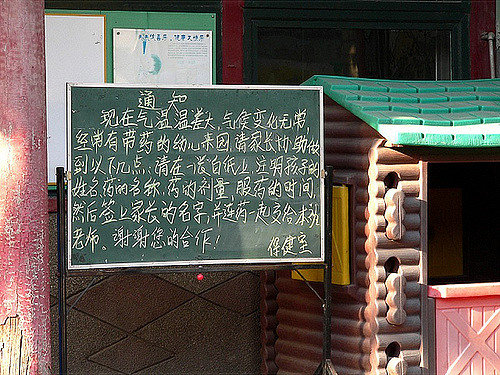 通知
现在气温温差大,气候变化无常,
经常有带药的幼儿来园,请家长协助做
到以下几点:请在一张白纸上,注明孩子的
姓名药的名称、药的剂量、服药的时间,
然后签上家长的名字,并连药一起交给本班
老师、谢谢您的合作!
保健室